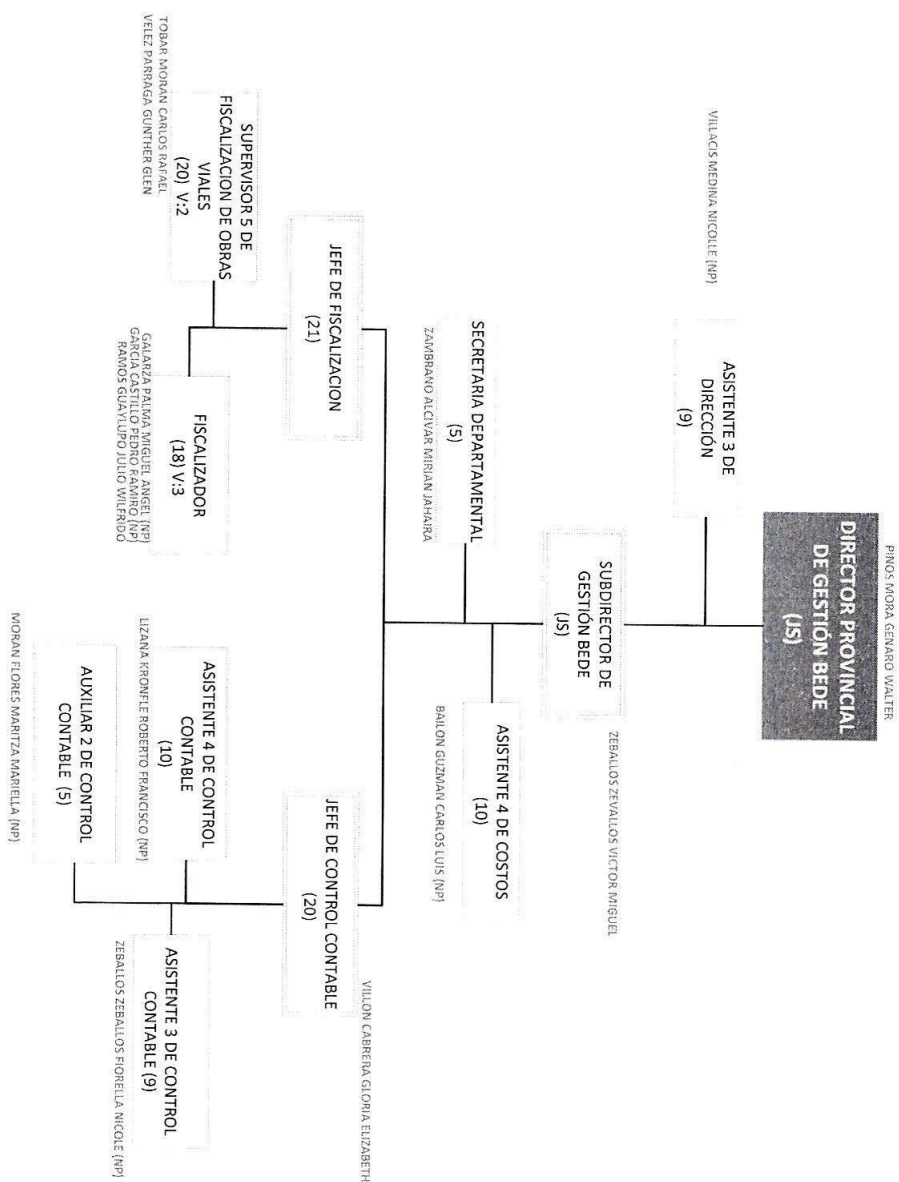 PINOS MORA GENARO WALTER
DIRECTOR PROVINCIAL
DE GESTIÓN BEDE
(JS)
ASISTENTE 3 DE
DIRECCIÓN
(9)
VILLACIS MEDINA NICOLLE (NP)
ZEBALLOS ZEVALLOS VICTOR MIGUEL
SUBDIRECTOR DE
GESTIÓN BEDE
(JS)
SECRETARIA DEPARTAMENTAL
(5)
ZAMBRANO ALCIVAR MIRIAN JAHAIRA
ASISTENTE 4 DE COSTOS
(10)
BAILON GUZMAN CARLOS LUIS (NP)
JEFE DE FISCALIZACION
(21)
VILLON CABRERA GLORIA ELIZABETH
JEFE DE CONTROL CONTABLE
(20)
SUPERVISOR 5 DE
FISCALIZACION DE OBRAS
VIALES
(20) V:2
TOBAR MORAN CARLOS RAFAEL
VELEZ PARRAGA GUNTHER GLEN
FISCALIZADOR
(18) V:3
GALARZA PALMA MIGUEL ANGEL (NP)
GARCIA CASTILLO PEDRO RAMIRO (NP)
RAMOS GUAYLUPO JULIO WILFRIDO
ASISTENTE 4 DE CONTROL
CONTABLE
(10)
LIZANA KRONFLE ROBERTO FRANCISCO (NP)
ASISTENTE 3 DE CONTROL
CONTABLE (9)
ZEBALLOS ZEBALLOS FIORELLA NICOLE (NP)
AUXILIAR 2 DE CONTROL
CONTABLE (5)
MORAN FLORES MARITZA MARIELLA (NP)